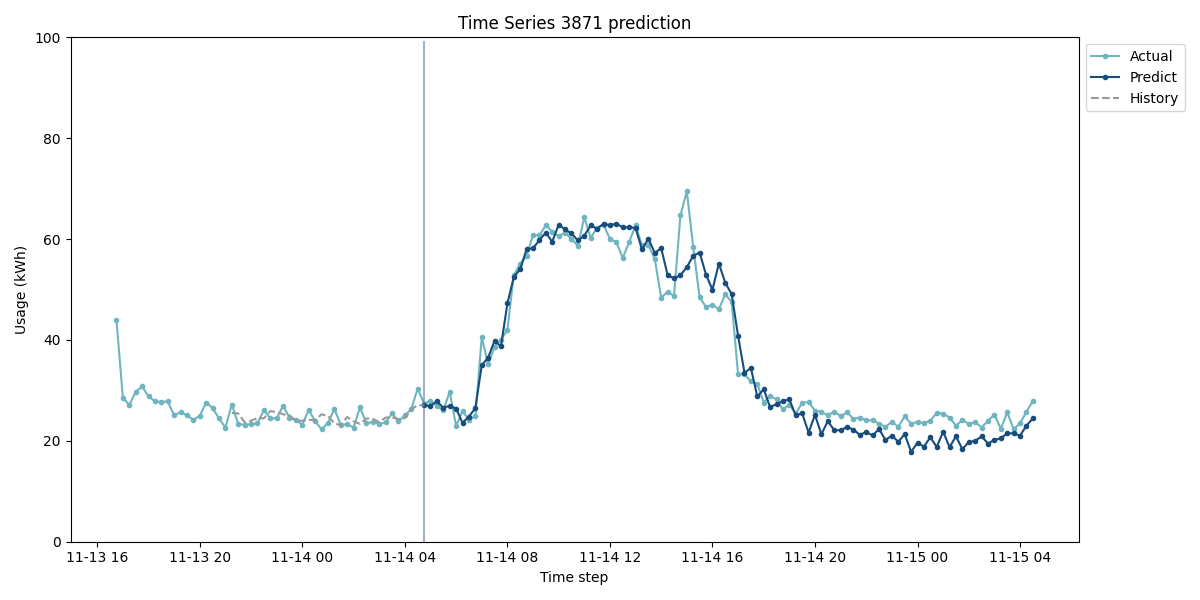 Time Series 3871 prediction
100
80
60
40
20
0
Usage (kWh)
11-13 16 11-13 20 11-14 00 11-14 04 11-14 08 11-14 12 11-14 16 11-14 20 11-15 00 11-15 04
Time step
Actual
Predict
History